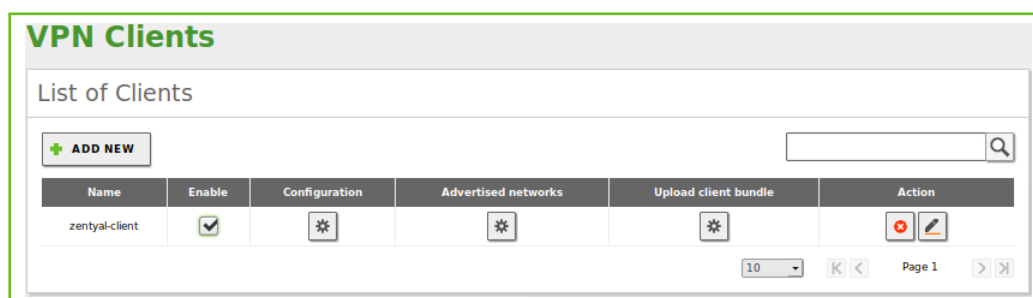 VPN Clients
List of Clients
ADD NEW
Name Enable Configuration Advertised networks Upload client bundle Action
zentyal-client
10 Page 1